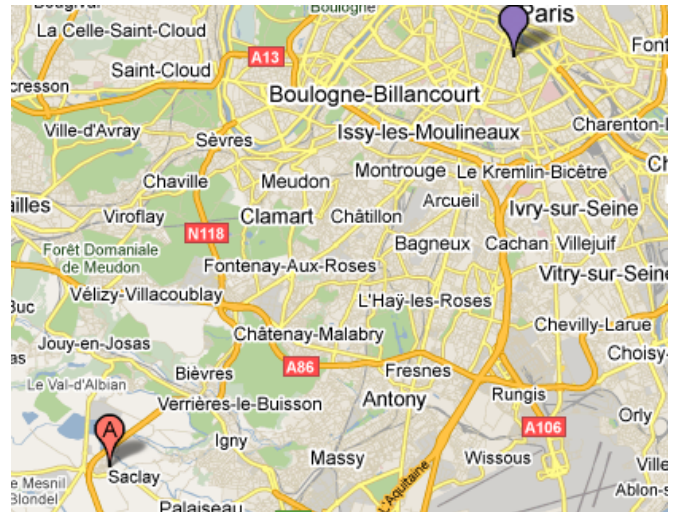 Bougival
Boulogne
Paris
La Celle-Saint-Cloud
Font
A13
Saint-Cloud
cresson
Boulogne-Billancourt
Ville-d'Avray
Sèvres
Issy-les-Moulineaux
Charenton-l
Chaville
Meudon
Montrouge
Le Kremlin-Bicêtre
Ch
ailles
Viroflay
Clamart
Châtillon
Arcueil
Ivry-sur-Seine
N118
Bagneux
Cachan
Villejuif
Forêt Domaniale
de Meudon
Fontenay-Aux-Roses
Vitry-sur-Seine
Buc
Vélizy-Villacoublay
L'Haÿ-les-Roses
Chevilly-Larue
Châtenay-Malabry
as
Jouy-en-Josas
Choisy-
Bièvres
A86
Fresnes
Le Val-d'Albian
Verrières-le-Buisson
Antony
Rungis
Orly
A
Igny
A106
Massy
Wissous
Ville
Saclay
e Mesnil
Blondel
L'Aquitaine
Ablon-s
Palaiseau